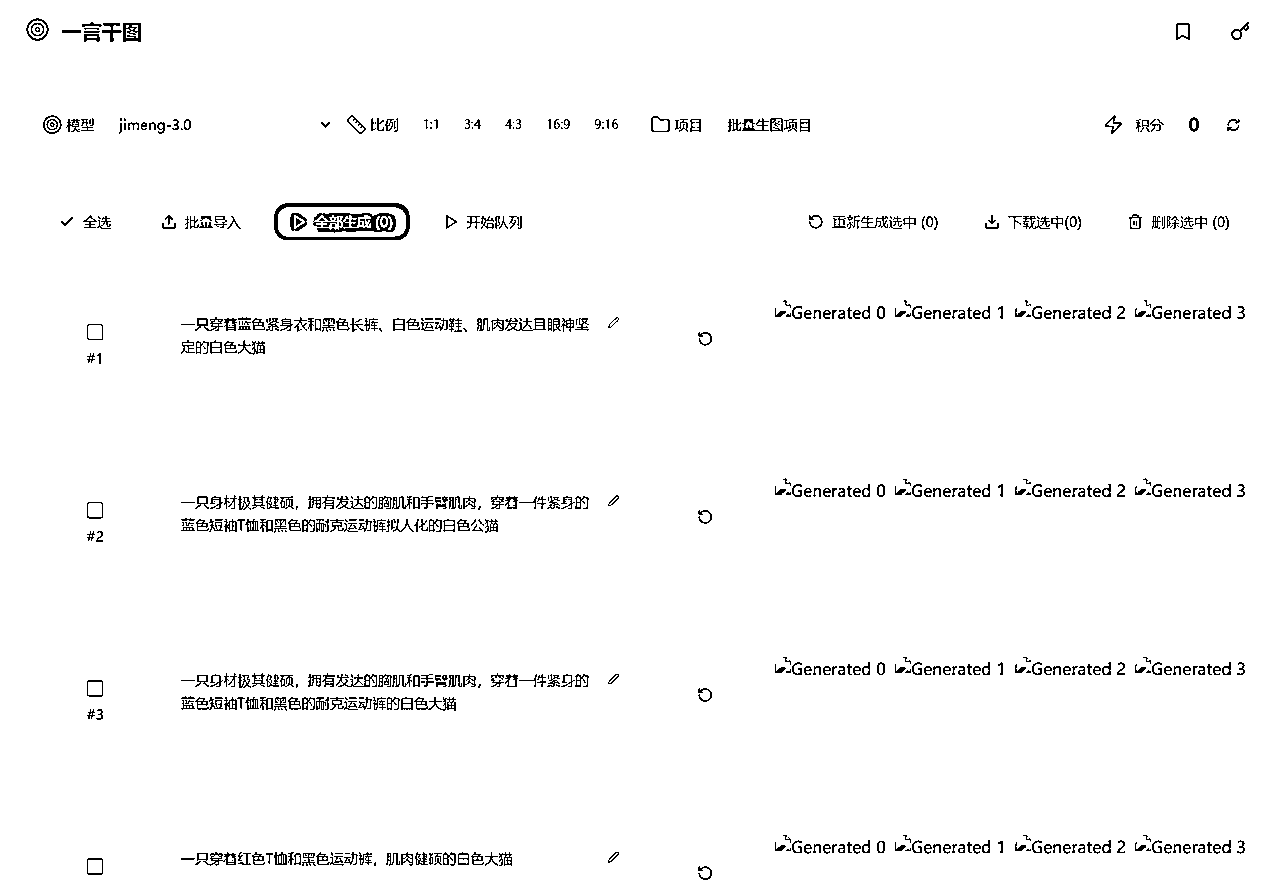 一言千图
模型 jimeng-3.0 比例 1:1 3:4 4:3 16:9 9:16 项目 批量生图项目 积分 0
全选 批量导入 全部生成 (0) 开始队列 重新生成选中 (0) 下载选中(0) 删除选中 (0)
Generated 0 Generated 1 Generated 2 Generated 3
一只穿着蓝色紧身衣和黑色长裤、白色运动鞋、肌肉发达且眼神坚
定的白色大猫
#1
Generated 0 Generated 1 Generated 2 Generated 3
一只身材极其健硕，拥有发达的胸肌和手臂肌肉，穿着一件紧身的
蓝色短袖T恤和黑色的耐克运动裤拟人化的白色公猫
#2
Generated 0 Generated 1 Generated 2 Generated 3
一只身材极其健硕，拥有发达的胸肌和手臂肌肉，穿着一件紧身的
蓝色短袖T恤和黑色的耐克运动裤的白色大猫
#3
Generated 0 Generated 1 Generated 2 Generated 3
一只穿着红色T恤和黑色运动裤，肌肉健硕的白色大猫